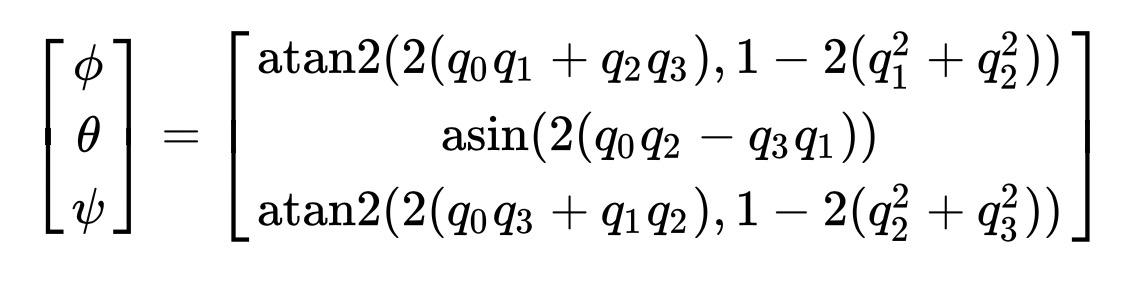 ϕ = atan2(2(q₀q₁ + q₂q₃), 1 − 2(q₁² + q₂²))
θ = asin(2(q₀q₂ − q₃q₁))
ψ = atan2(2(q₀q₃ + q₁q₂), 1 − 2(q₂² + q₃²))